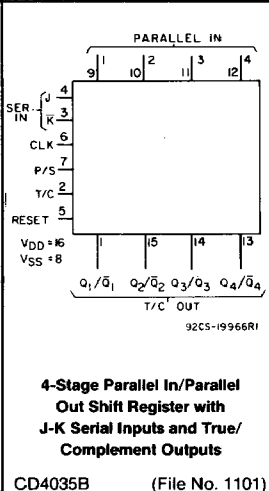 PARALLEL IN
1 2 3 4
9 10 11 12
SER IN
J 4
K̅ 3
CLK 6
P/S 7
T/C 2
RESET 5
VDD = 16
VSS = 8
1 15 14 13
Q1/Q̅1 Q2/Q̅2 Q3/Q̅3 Q4/Q̅4
T/C OUT
92CS-19966R1
4-Stage Parallel In/Parallel
Out Shift Register with
J-K Serial Inputs and True/
Complement Outputs
CD4035B (File No. 1101)